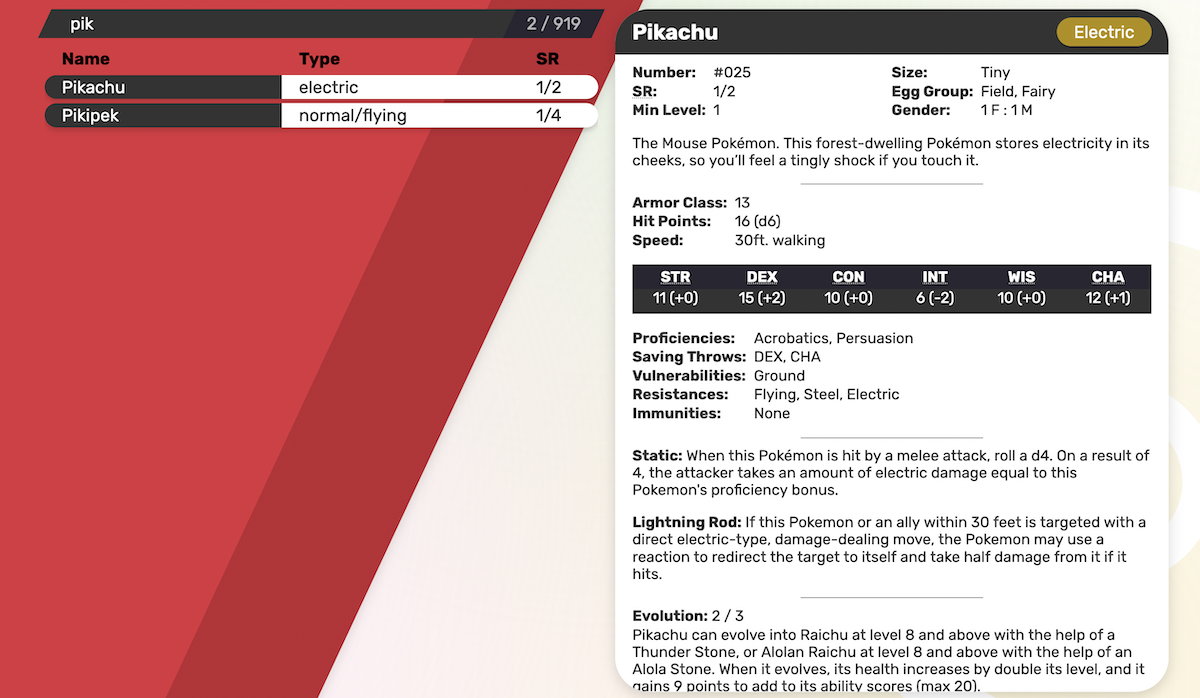 pik 2 / 919
Name Type SR
Pikachu electric 1/2
Pikipek normal/flying 1/4
Pikachu Electric
Number: #025 Size: Tiny
SR: 1/2 Egg Group: Field, Fairy
Min Level: 1 Gender: 1 F : 1 M
The Mouse Pokémon. This forest-dwelling Pokémon stores electricity in its
cheeks, so you’ll feel a tingly shock if you touch it.
Armor Class: 13
Hit Points: 16 (d6)
Speed: 30ft. walking
STR DEX CON INT WIS CHA
11 (+0) 15 (+2) 10 (+0) 6 (-2) 10 (+0) 12 (+1)
Proficiencies: Acrobatics, Persuasion
Saving Throws: DEX, CHA
Vulnerabilities: Ground
Resistances: Flying, Steel, Electric
Immunities: None
Static: When this Pokémon is hit by a melee attack, roll a d4. On a result of
4, the attacker takes an amount of electric damage equal to this
Pokemon's proficiency bonus.
Lightning Rod: If this Pokemon or an ally within 30 feet is targeted with a
direct electric-type, damage-dealing move, the Pokemon may use a
reaction to redirect the target to itself and take half damage from it if it
hits.
Evolution: 2 / 3
Pikachu can evolve into Raichu at level 8 and above with the help of a
Thunder Stone, or Alolan Raichu at level 8 and above with the help of an
Alola Stone. When it evolves, its health increases by double its level, and it
gains 9 points to add to its ability scores (max 20).